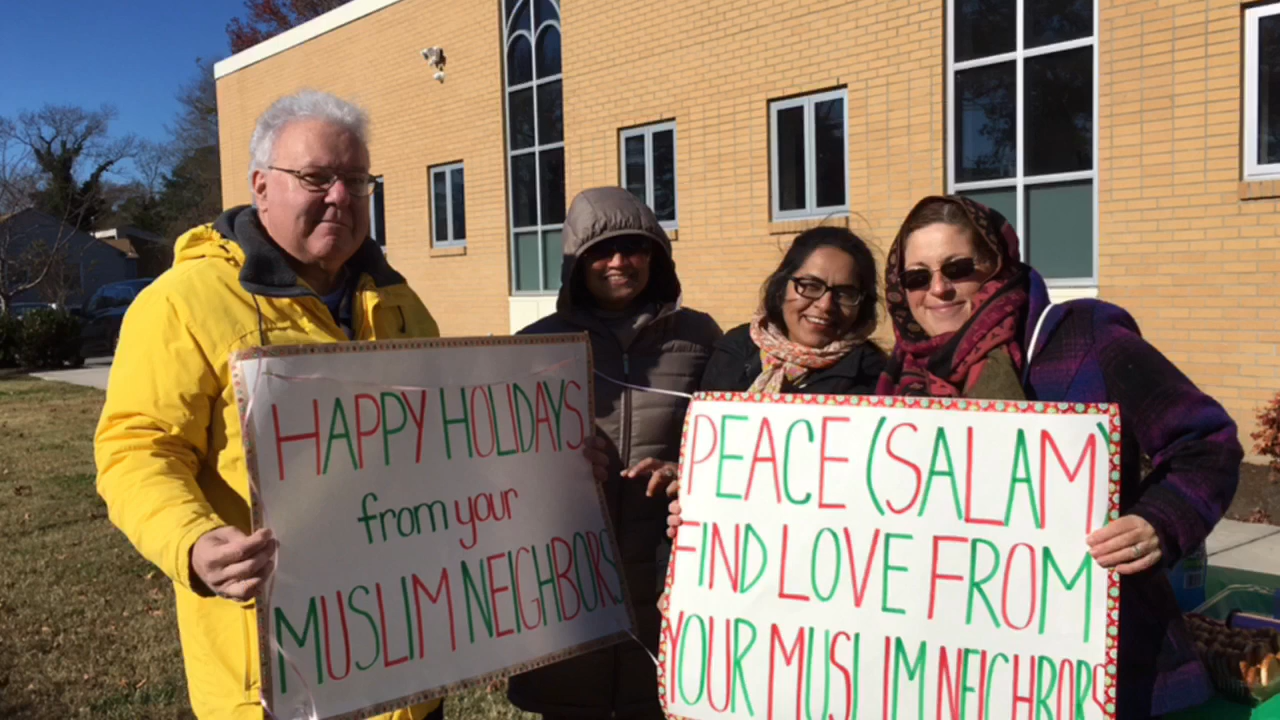 HAPPY HOLIDAYS
from your
MUSLIM NEIGHBORS
PEACE (SALAM)
FIND LOVE FROM
YOUR MUSLIM NEIGHBORS